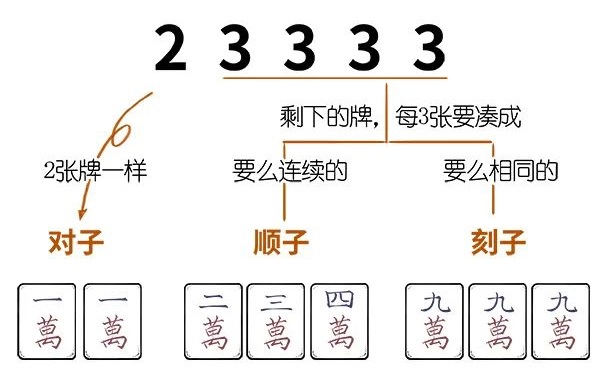 2 3 3 3 3
剩下的牌，每3张要凑成
2张牌一样
要么连续的
要么相同的
对子
顺子
刻子
一萬 一萬
二萬 三萬 四萬
九萬 九萬 九萬